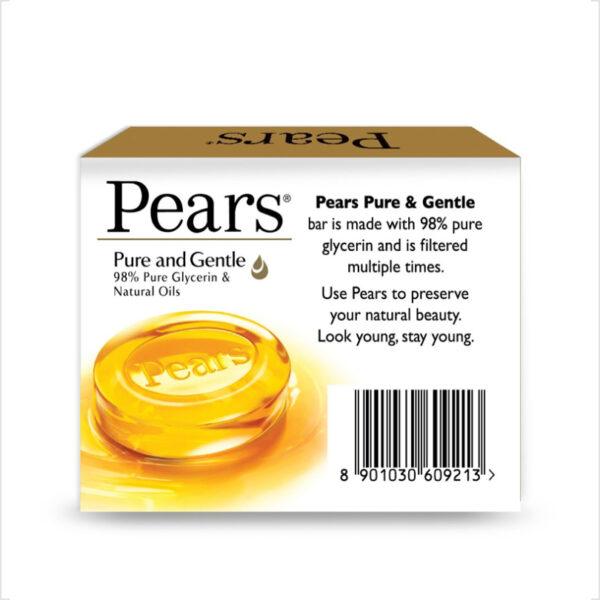 Pears
Pears®
Pure and Gentle
98% Pure Glycerin &
Natural Oils
Pears
Pears Pure & Gentle
bar is made with 98% pure
glycerin and is filtered
multiple times.
Use Pears to preserve
your natural beauty.
Look young, stay young.
8 901030 609213 >